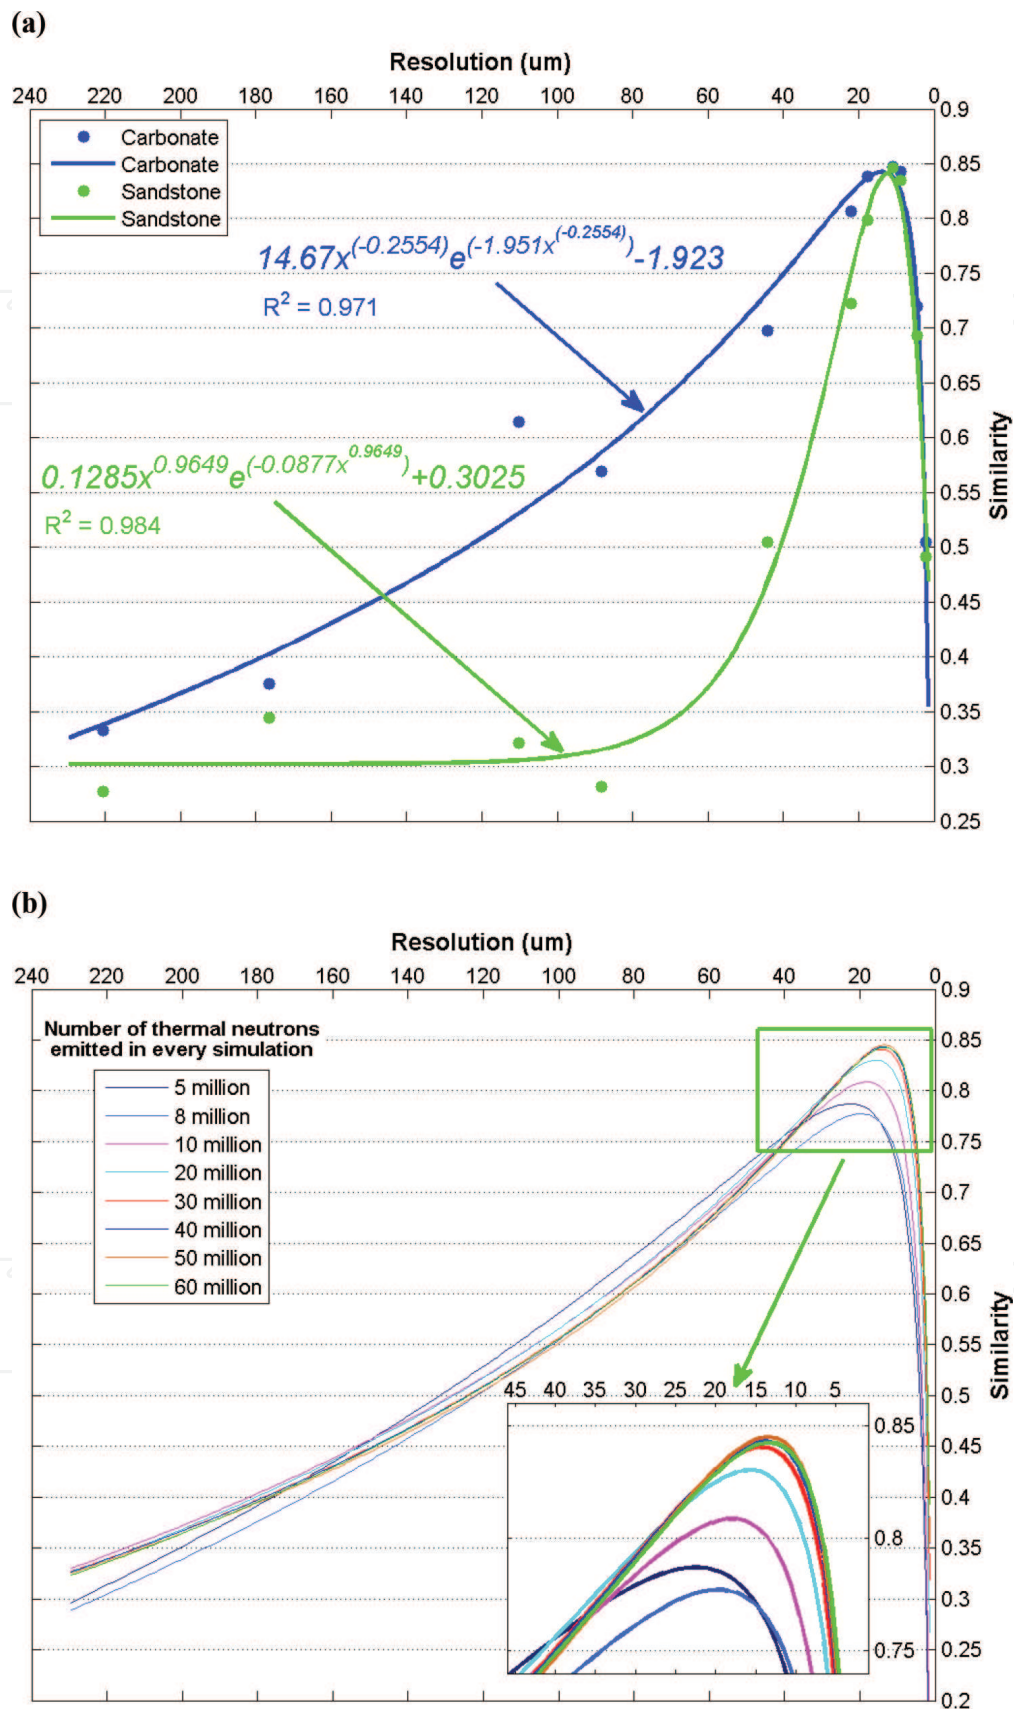 (a)
Resolution (um)
240 220 200 180 160 140 120 100 80 60 40 20 0
0.9
Carbonate
Carbonate
Sandstone
Sandstone
0.85
0.8
14.67x^(-0.2554)e^(-1.951x^(-0.2554))-1.923
0.75
R² = 0.971
0.7
0.65
0.6
0.1285x^0.9649e^(-0.0877x^0.9649)+0.3025
0.55
R² = 0.984
0.5
0.45
0.4
0.35
0.3
0.25
Similarity
(b)
Resolution (um)
240 220 200 180 160 140 120 100 80 60 40 20 0
0.9
Number of thermal neutrons
emitted in every simulation
5 million
8 million
10 million
20 million
30 million
40 million
50 million
60 million
0.85
0.8
0.75
0.7
0.65
0.6
0.55
0.5
0.45
0.4
0.35
0.3
0.25
0.2
Similarity
45 40 35 30 25 20 15 10 5
0.85
0.8
0.75